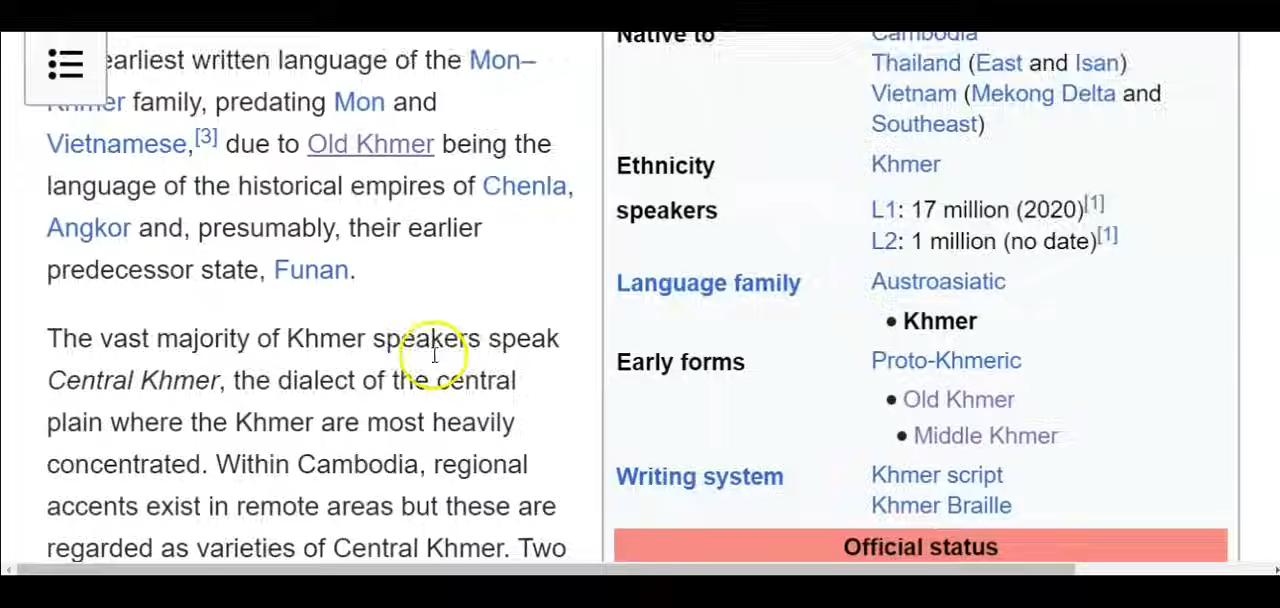 earliest written language of the Mon–
Khmer family, predating Mon and
Vietnamese,[3] due to Old Khmer being the
language of the historical empires of Chenla,
Angkor and, presumably, their earlier
predecessor state, Funan.
The vast majority of Khmer speakers speak
Central Khmer, the dialect of the central
plain where the Khmer are most heavily
concentrated. Within Cambodia, regional
accents exist in remote areas but these are
regarded as varieties of Central Khmer. Two
Native to Cambodia
Thailand (East and Isan)
Vietnam (Mekong Delta and
Southeast)
Ethnicity Khmer
speakers L1: 17 million (2020)[1]
L2: 1 million (no date)[1]
Language family Austroasiatic
• Khmer
Early forms Proto-Khmeric
• Old Khmer
• Middle Khmer
Writing system Khmer script
Khmer Braille
Official status